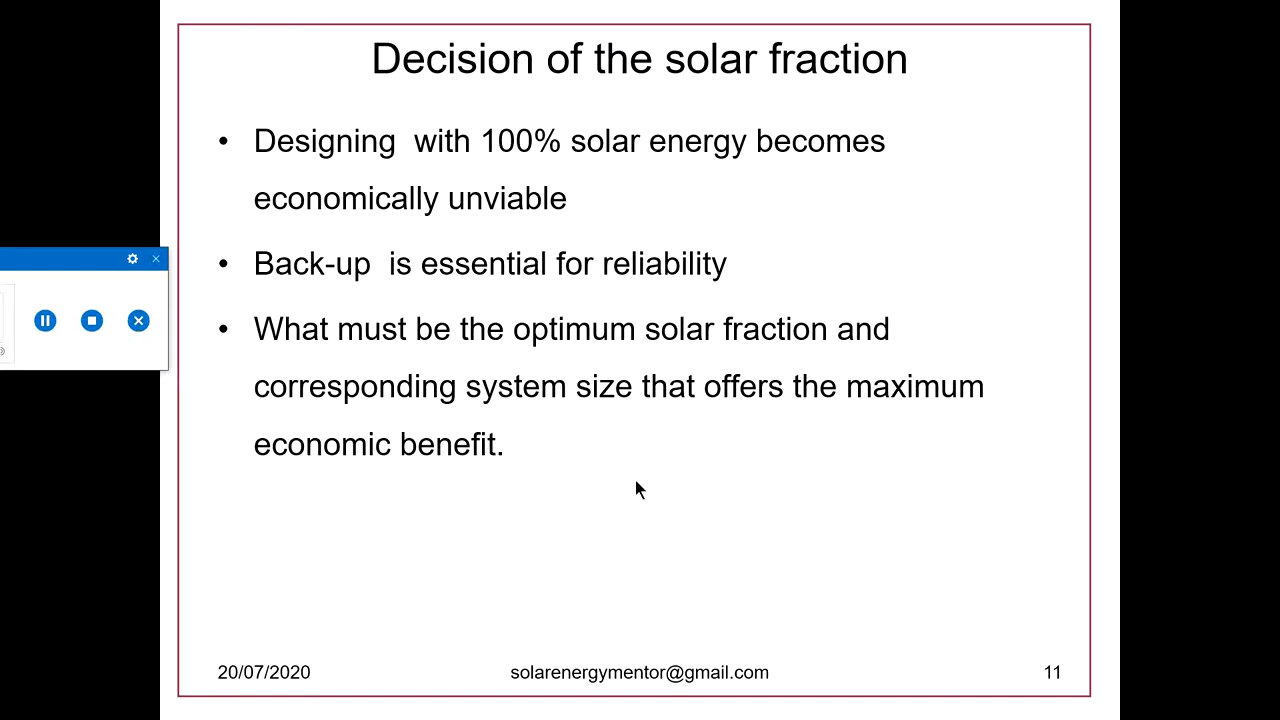 Decision of the solar fraction
• Designing  with 100% solar energy becomes
economically unviable
• Back-up  is essential for reliability
• What must be the optimum solar fraction and
corresponding system size that offers the maximum
economic benefit.
20/07/2020
solarenergymentor@gmail.com
11